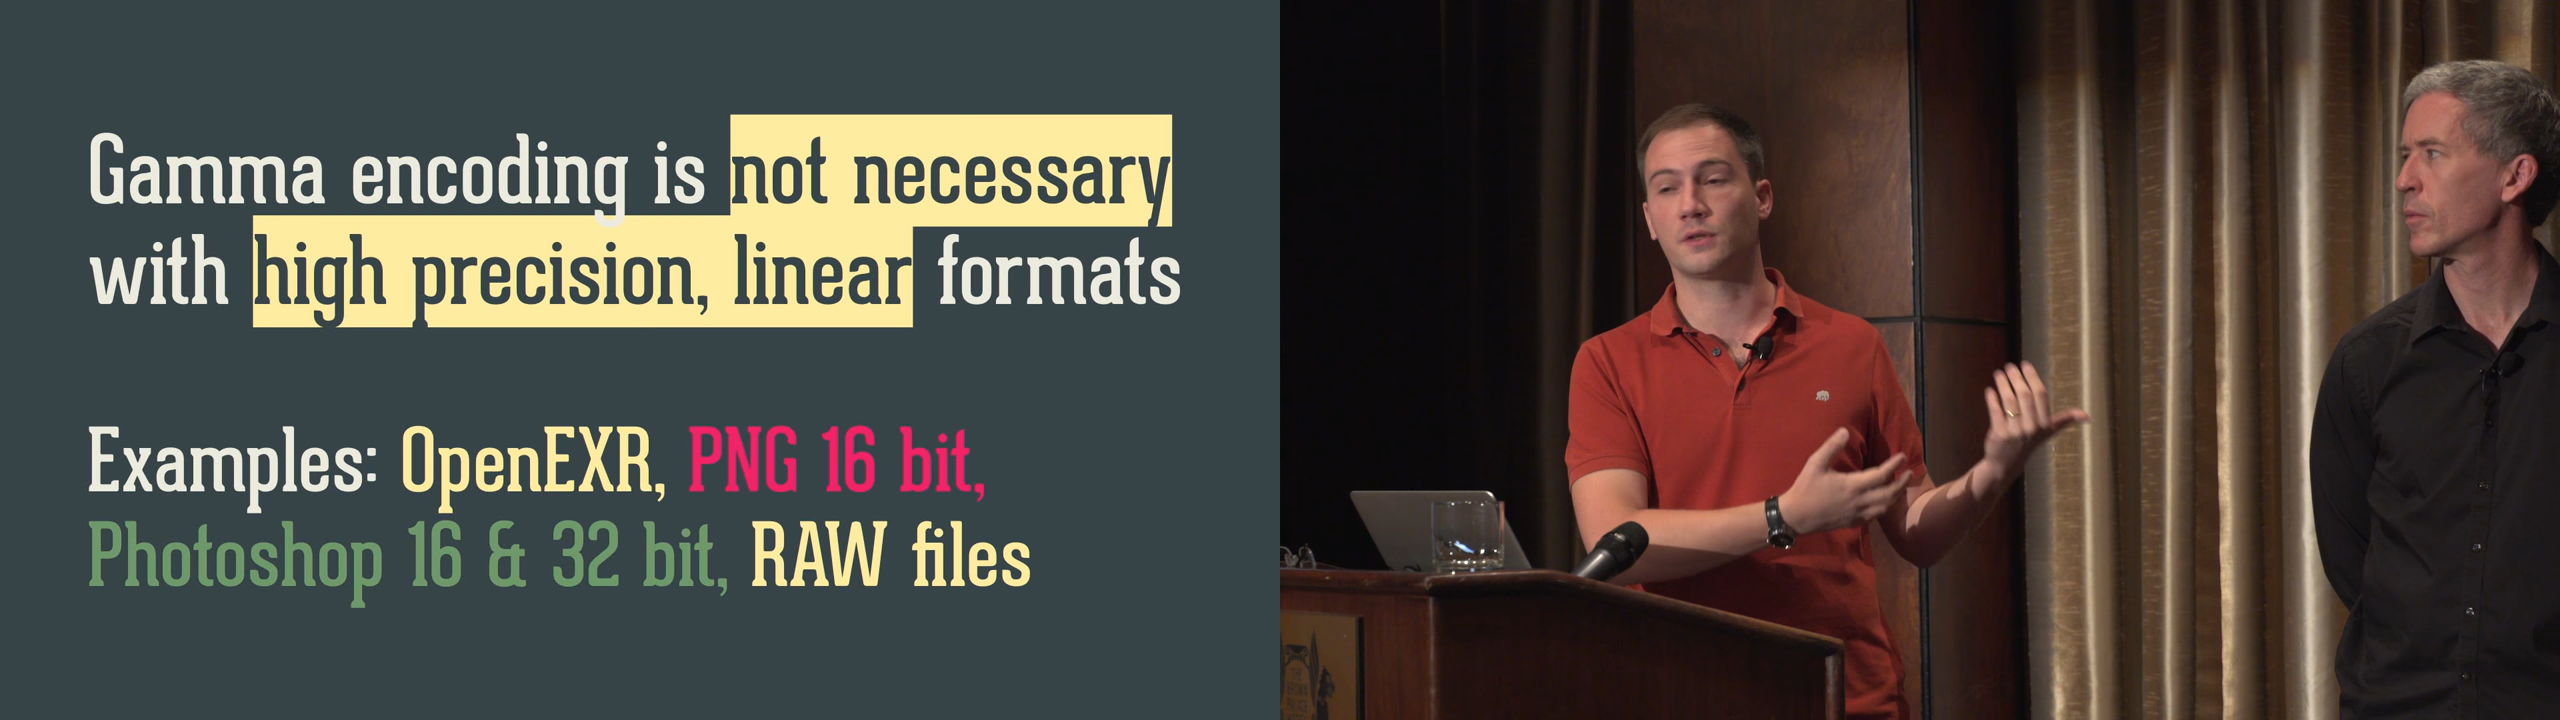 Gamma encoding is not necessary
with high precision, linear formats
Examples: OpenEXR, PNG 16 bit,
Photoshop 16 & 32 bit, RAW files